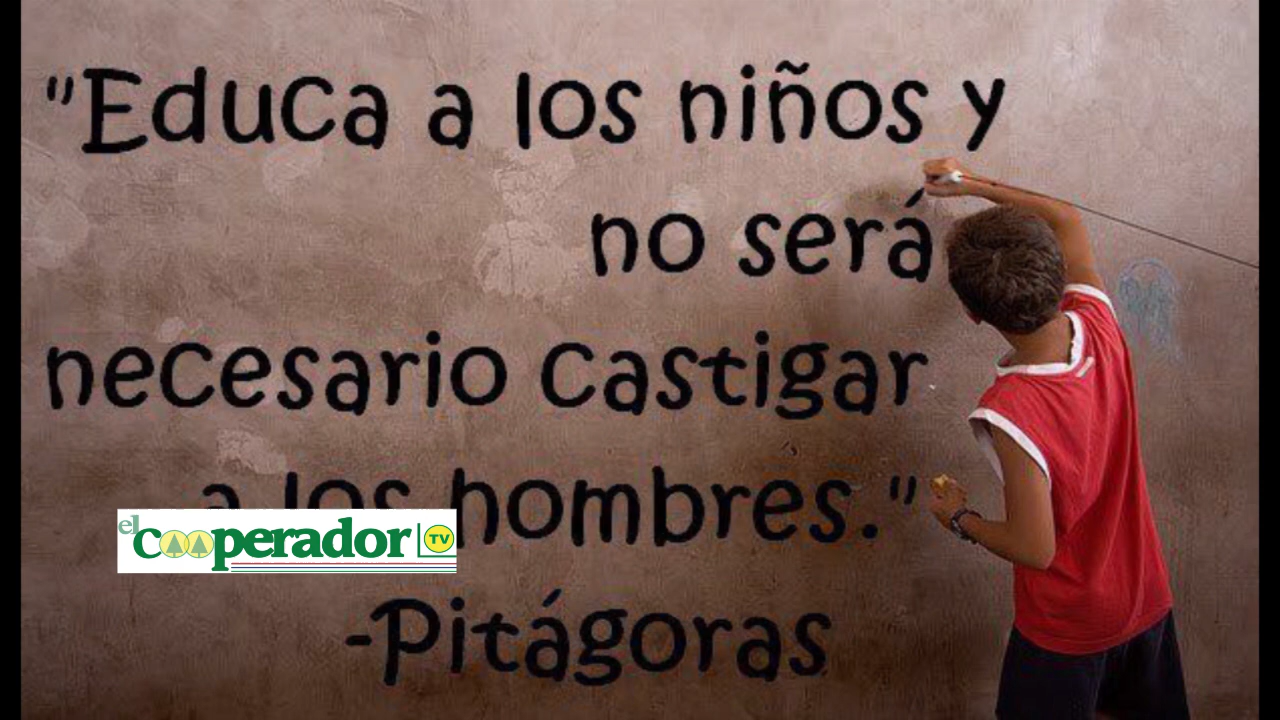 "Educa a los niños y
no será
necesario castigar
a los hombres."
el cooperador TV
-Pitágoras